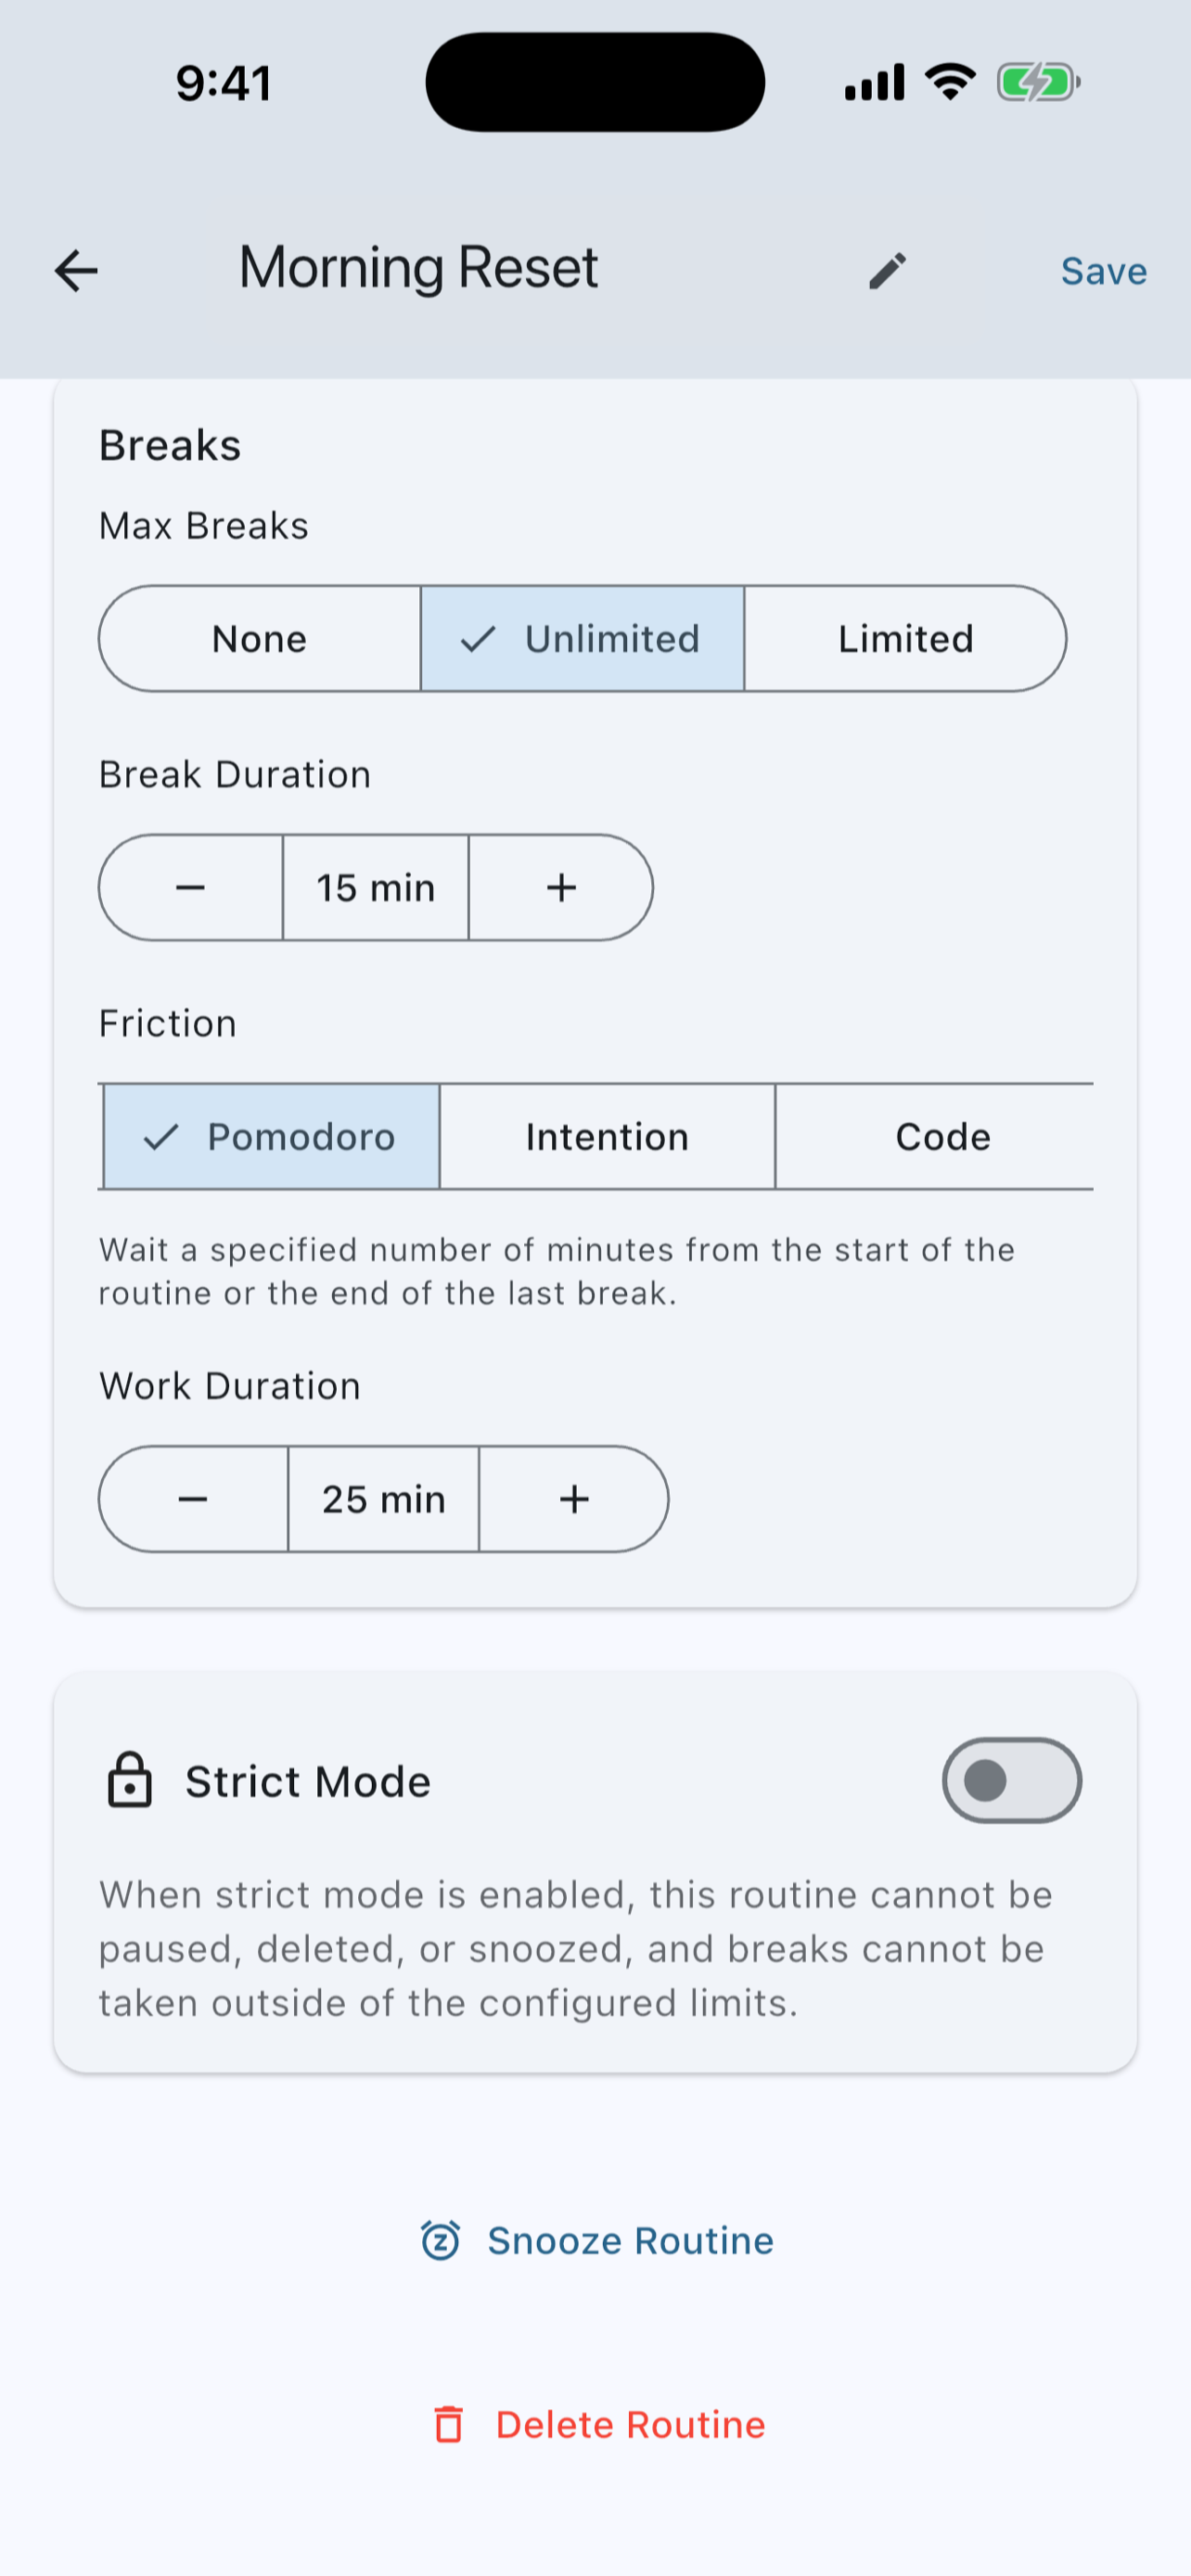 9:41
Morning Reset
Save
Breaks
Max Breaks
None
Unlimited
Limited
Break Duration
15 min
Friction
Pomodoro
Intention
Code
Wait a specified number of minutes from the start of the
routine or the end of the last break.
Work Duration
25 min
Strict Mode
When strict mode is enabled, this routine cannot be
paused, deleted, or snoozed, and breaks cannot be
taken outside of the configured limits.
Snooze Routine
Delete Routine